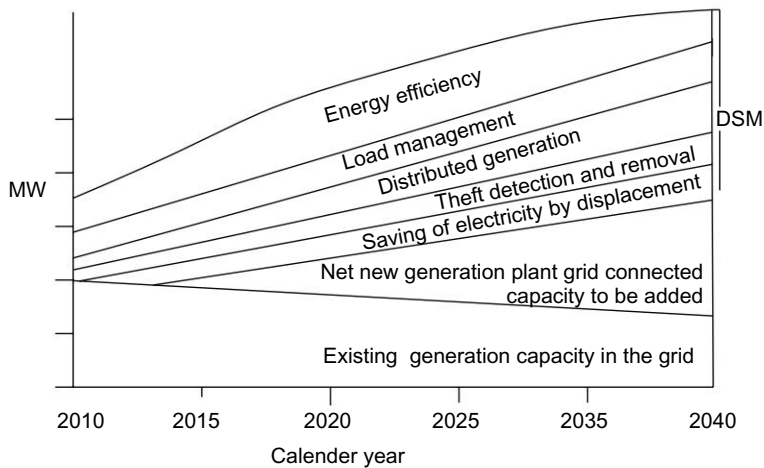 Energy efficiency
Load management
DSM
Distributed generation
Theft detection and removal
MW
Saving of electricity by displacement
Net new generation plant grid connected
capacity to be added
Existing generation capacity in the grid
2010 2015 2020 2025 2035 2040
Calender year